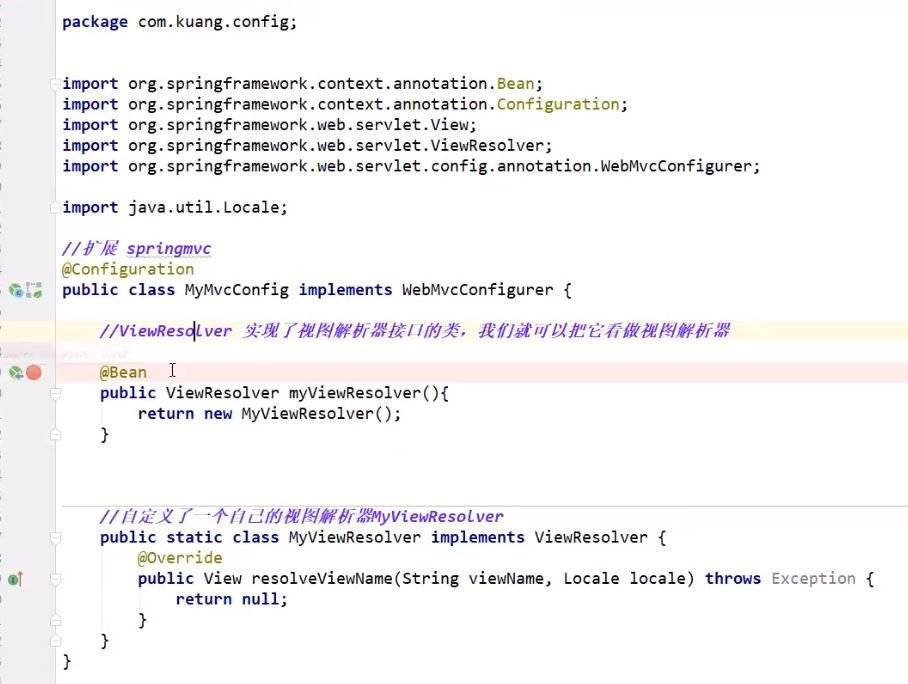 package com.kuang.config;
import org.springframework.context.annotation.Bean;
import org.springframework.context.annotation.Configuration;
import org.springframework.web.servlet.View;
import org.springframework.web.servlet.ViewResolver;
import org.springframework.web.servlet.config.annotation.WebMvcConfigurer;
import java.util.Locale;
//扩展 springmvc
@Configuration
public class MyMvcConfig implements WebMvcConfigurer {
//ViewResolver 实现了视图解析器接口的类，我们就可以把它看做视图解析器
@Bean
public ViewResolver myViewResolver(){
return new MyViewResolver();
}
//自定义了一个自己的视图解析器MyViewResolver
public static class MyViewResolver implements ViewResolver {
@Override
public View resolveViewName(String viewName, Locale locale) throws Exception {
return null;
}
}
}